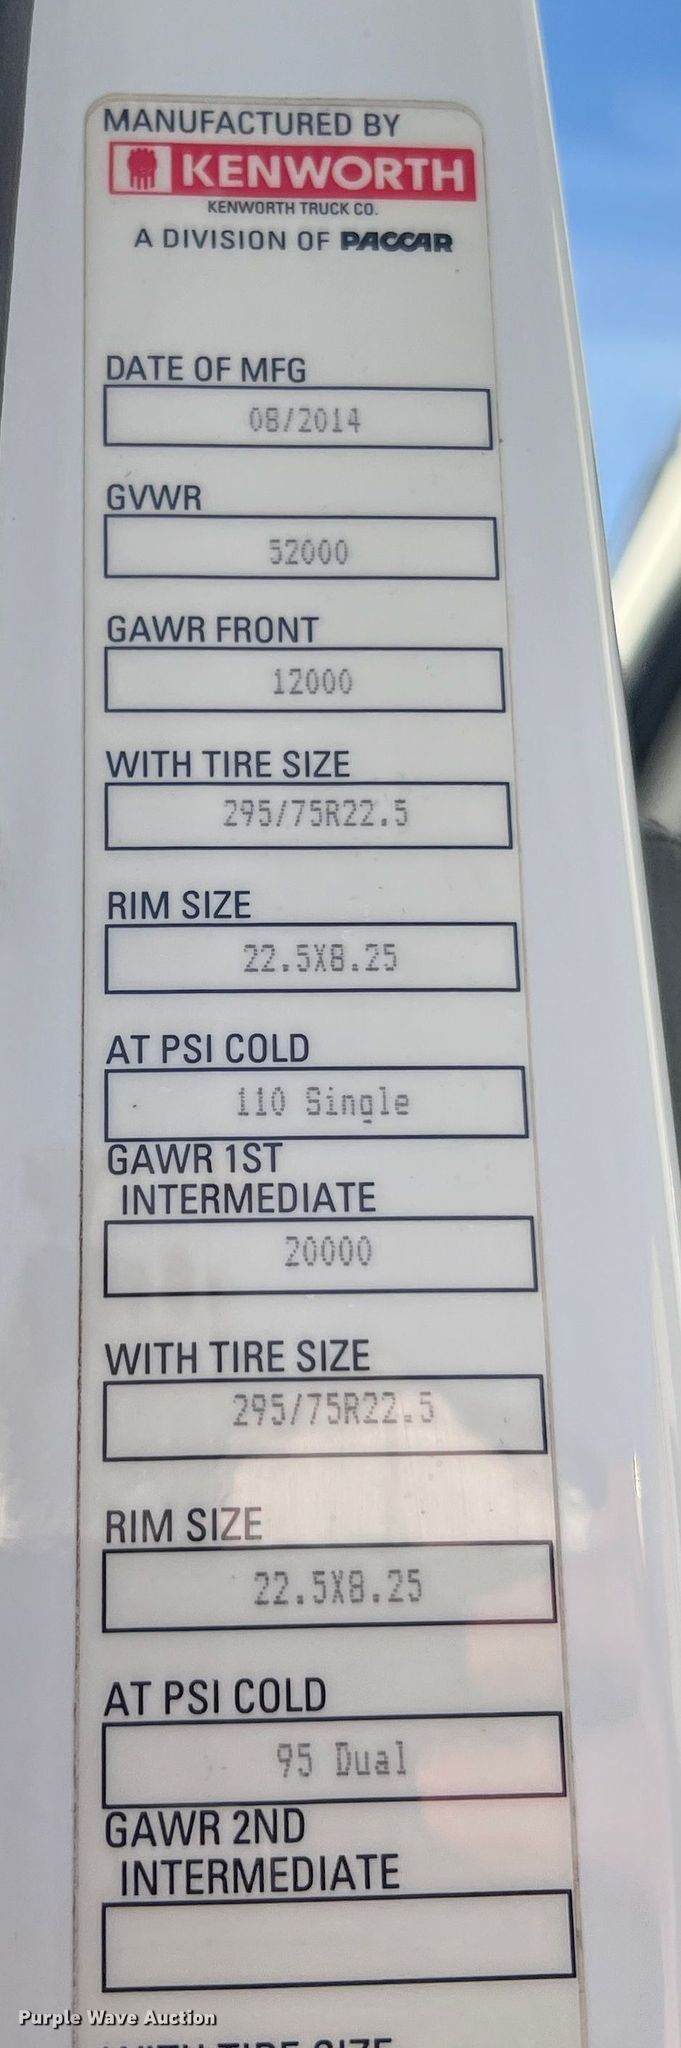 MANUFACTURED BY
KENWORTH
KENWORTH TRUCK CO.
A DIVISION OF PACCAR
DATE OF MFG
08/2014
GVWR
52000
GAWR FRONT
12000
WITH TIRE SIZE
295/75R22.5
RIM SIZE
22.5X8.25
AT PSI COLD
110 Single
GAWR 1ST
INTERMEDIATE
20000
WITH TIRE SIZE
295/75R22.5
RIM SIZE
22.5X8.25
AT PSI COLD
95 Dual
GAWR 2ND
INTERMEDIATE
WITH TIRE SIZE
Purple Wave Auction